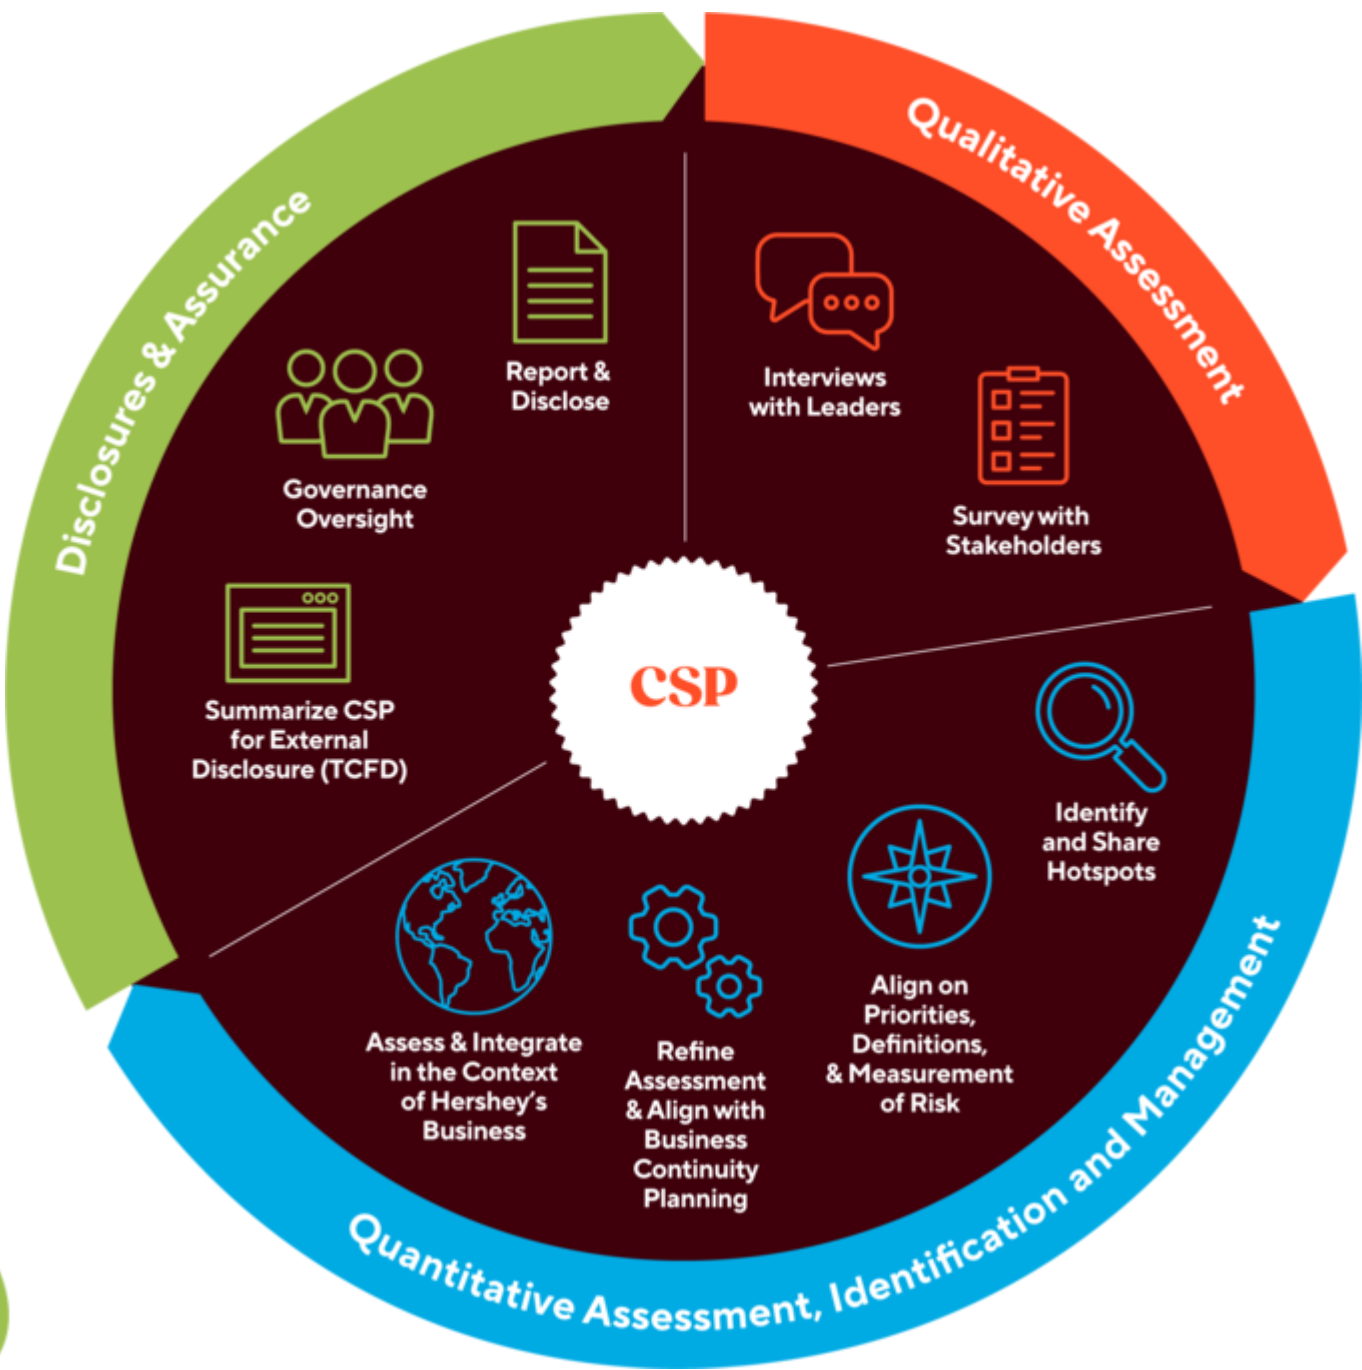 Qualitative Assessment
Interviews
with Leaders
Survey with
Stakeholders
Quantitative Assessment, Identification and Management
Identify
and Share
Hotspots
Align on
Priorities,
Definitions,
& Measurement
of Risk
Refine
Assessment
& Align with
Business
Continuity
Planning
Assess & Integrate
in the Context
of Hershey's
Business
Disclosures & Assurance
Summarize CSP
for External
Disclosure (TCFD)
Governance
Oversight
Report &
Disclose
CSP